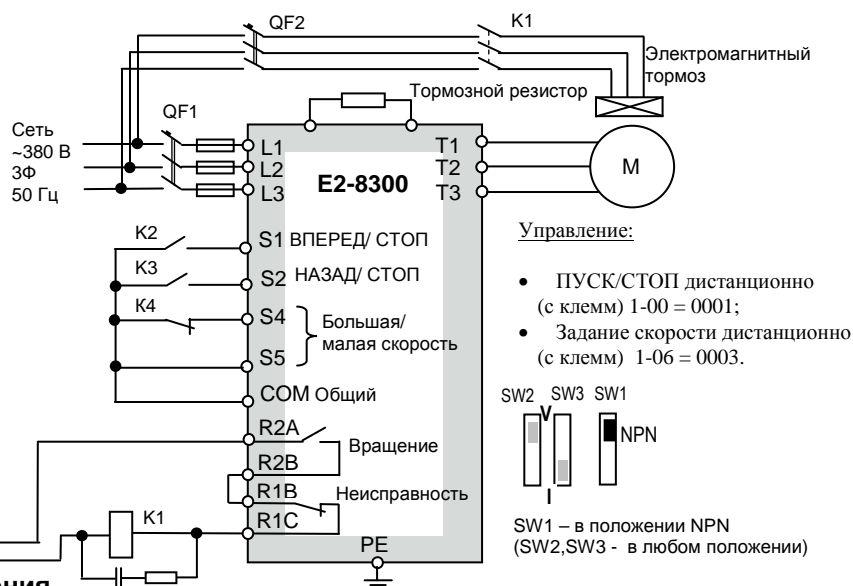 QF2
K1
Электромагнитный
тормоз
Тормозной резистор
QF1
Сеть
~380 В
3Ф
50 Гц
L1
L2
L3
E2-8300
T1
T2
T3
М
K2
S1 ВПЕРЕД/ СТОП
K3
S2 НАЗАД/ СТОП
К4
S4
Большая/
малая скорость
S5
COM Общий
R2A
Вращение
R2B
R1B
Неисправность
R1C
K1
PE
Управление:
• ПУСК/СТОП дистанционно
(с клемм) 1-00 = 0001;
• Задание скорости дистанционно
(с клемм) 1-06 = 0003.
SW2 SW3 SW1
V
NPN
I
SW1 – в положении NPN
(SW2,SW3 - в любом положении)